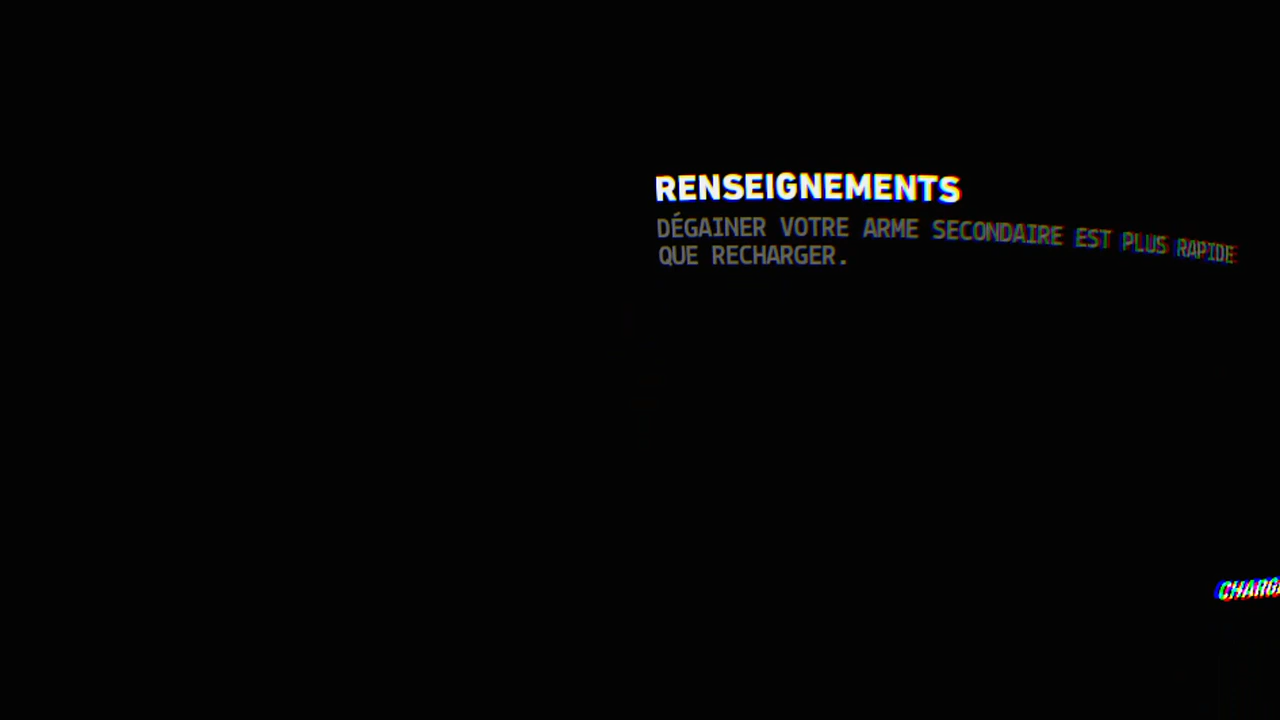 RENSEIGNEMENTS
DÉGAINER VOTRE ARME SECONDAIRE EST PLUS RAPIDE
QUE RECHARGER.